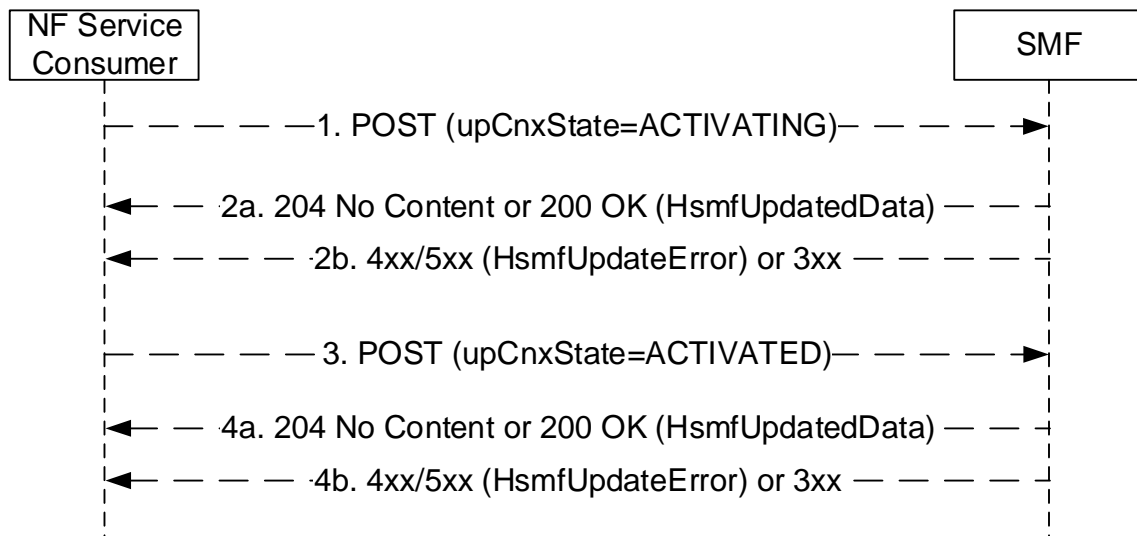 NF Service
Consumer
SMF
1. POST (upCnxState=ACTIVATING)
2a. 204 No Content or 200 OK (HsmfUpdatedData)
2b. 4xx/5xx (HsmfUpdateError) or 3xx
3. POST (upCnxState=ACTIVATED)
4a. 204 No Content or 200 OK (HsmfUpdatedData)
4b. 4xx/5xx (HsmfUpdateError) or 3xx